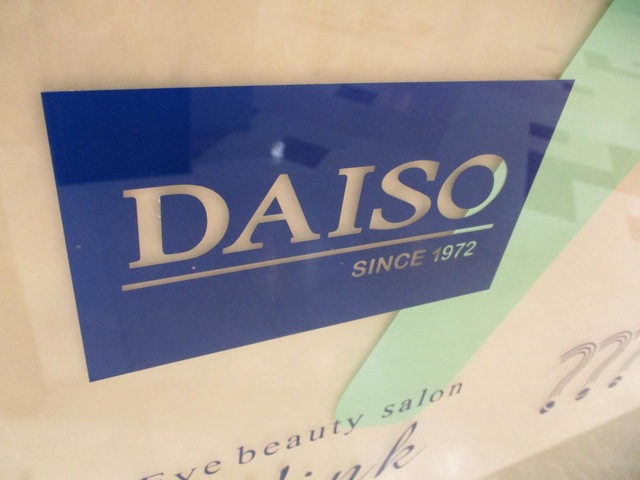 DAISO
SINCE 1972
Eye beauty salon
???